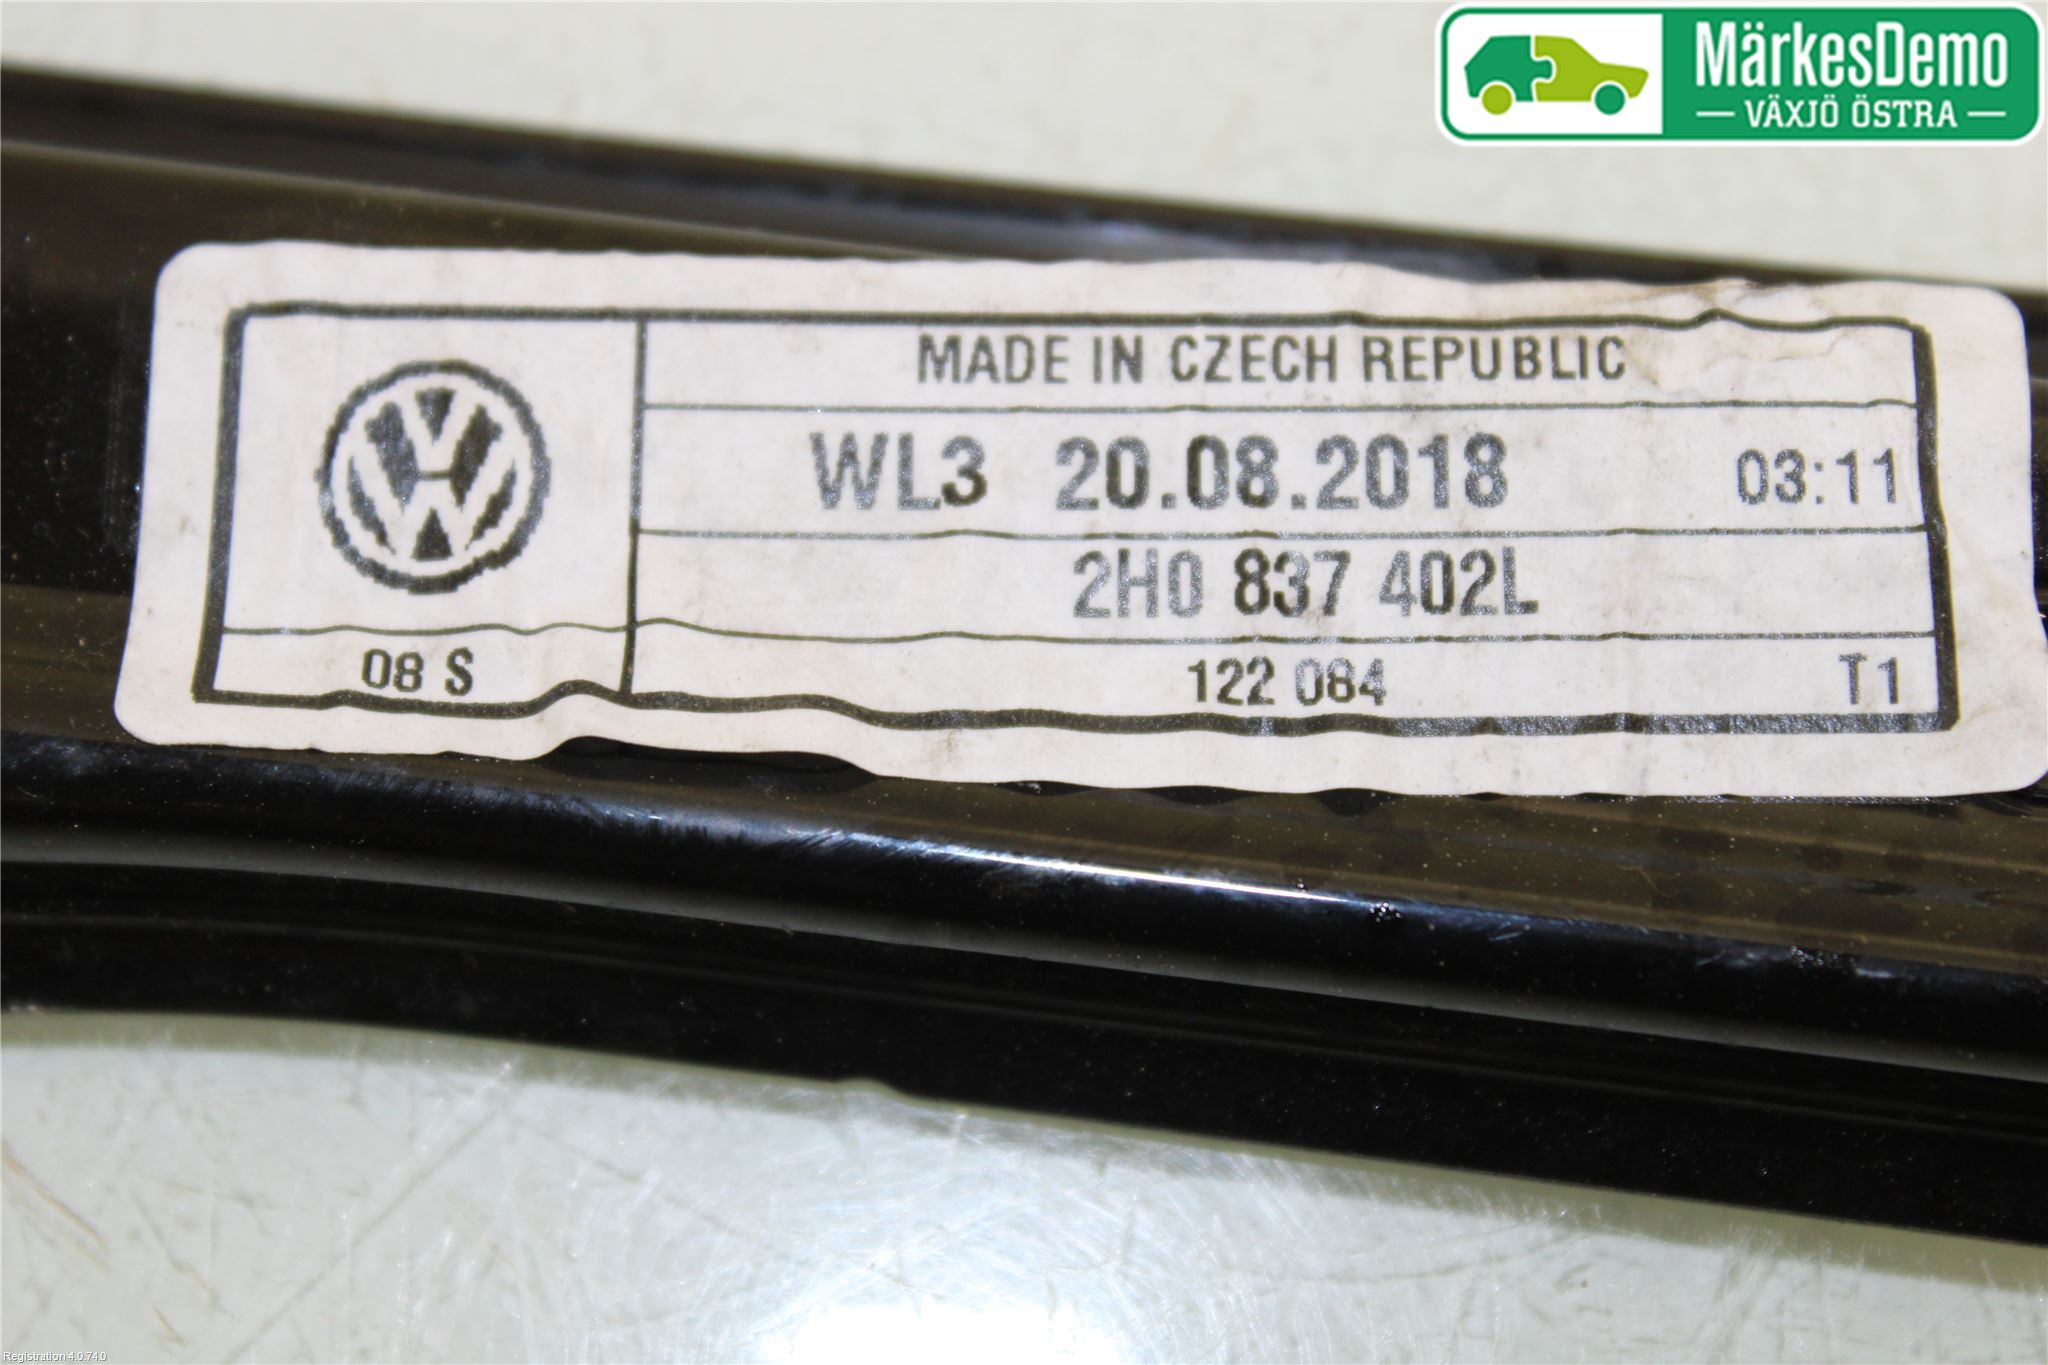 MärkesDemo
VÄXJÖ ÖSTRA
MADE IN CZECH REPUBLIC
WL3 20.08.2018 03:11
2H0 837 402L
08 S 122 084 T1
Registration 4.0.74.0